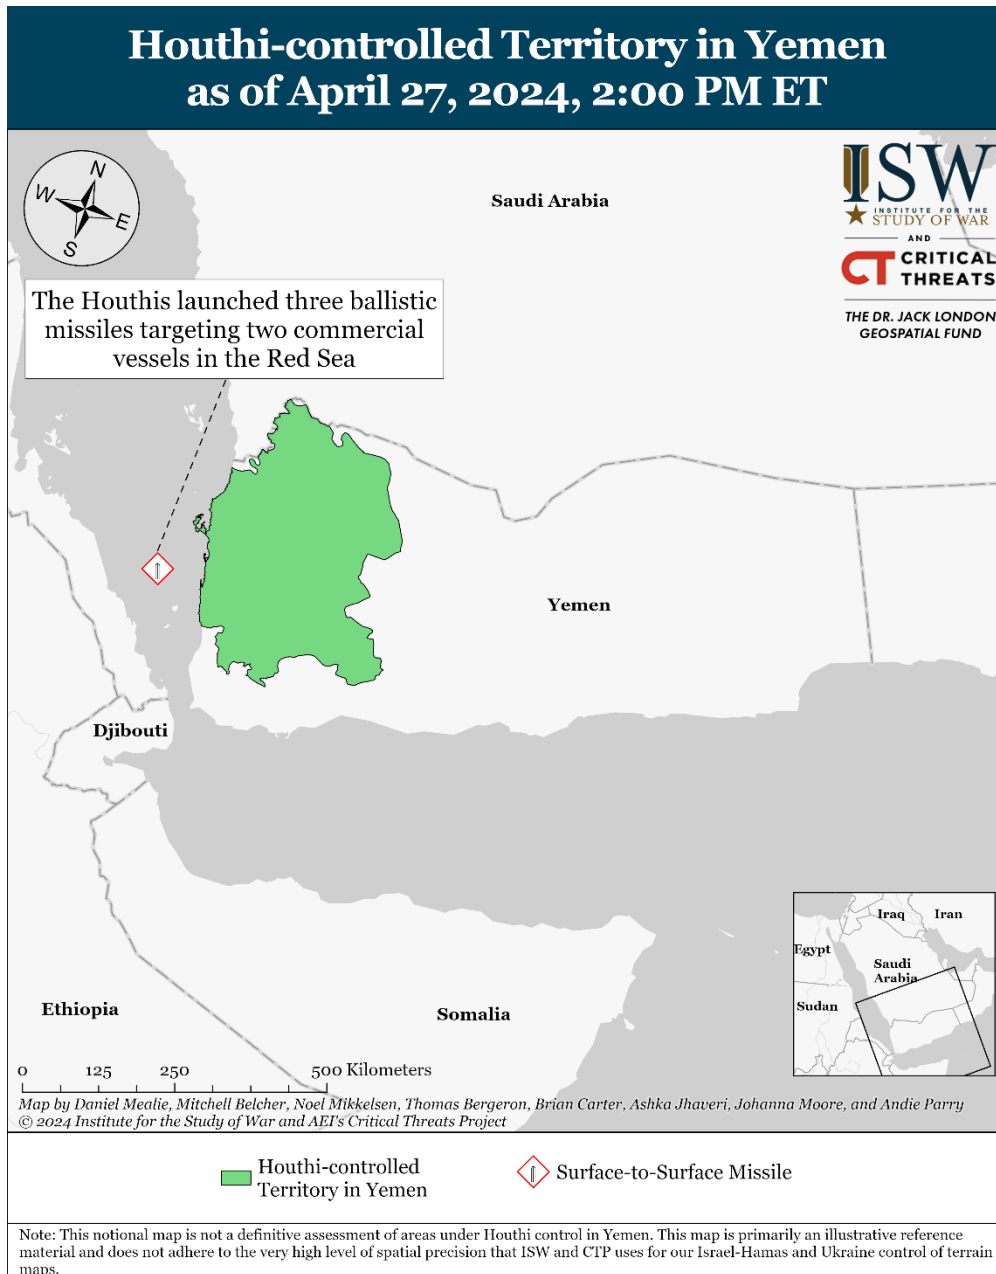 Houthi-controlled Territory in Yemen
as of April 27, 2024, 2:00 PM ET
N
W
E
S
Saudi Arabia
ISW
INSTITUTE FOR THE
STUDY OF WAR
AND
CT CRITICAL
THREATS
THE DR. JACK LONDON
GEOSPATIAL FUND
The Houthis launched three ballistic
missiles targeting two commercial
vessels in the Red Sea
Yemen
Djibouti
Iraq
Iran
Egypt
Saudi
Arabia
Sudan
Ethiopia
Somalia
0 125 250 500 Kilometers
Map by Daniel Mealie, Mitchell Belcher, Noel Mikkelsen, Thomas Bergeron, Brian Carter, Ashka Jhaveri, Johanna Moore, and Andie Parry
© 2024 Institute for the Study of War and AEI's Critical Threats Project
Houthi-controlled
Territory in Yemen
Surface-to-Surface Missile
Note: This notional map is not a definitive assessment of areas under Houthi control in Yemen. This map is primarily an illustrative reference
material and does not adhere to the very high level of spatial precision that ISW and CTP uses for our Israel-Hamas and Ukraine control of terrain
maps.